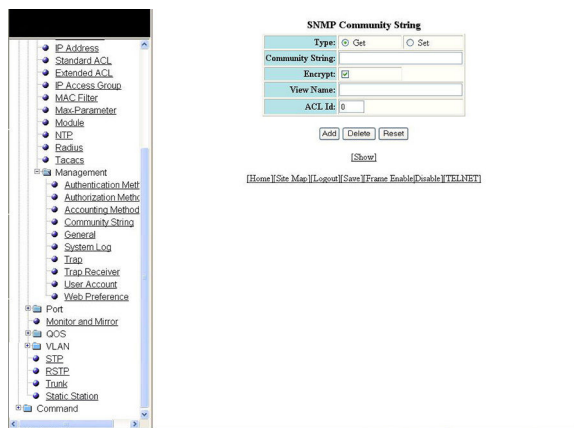 IP Address
Standard ACL
Extended ACL
IP Access Group
MAC Filter
Max-Parameter
Module
NTP
Radius
Tacacs
Management
Authentication Meth
Authorization Metho
Accounting Method
Community String
General
System Log
Trap
Trap Receiver
User Account
Web Preference
Port
Monitor and Mirror
QOS
VLAN
STP
RSTP
Trunk
Static Station
Command
SNMP Community String
Type: Get Set
Community String:
Encrypt:
View Name:
ACL Id: 0
Add Delete Reset
[Show]
[Home][Site Map][Logout][Save][Frame Enable|Disable][TELNET]